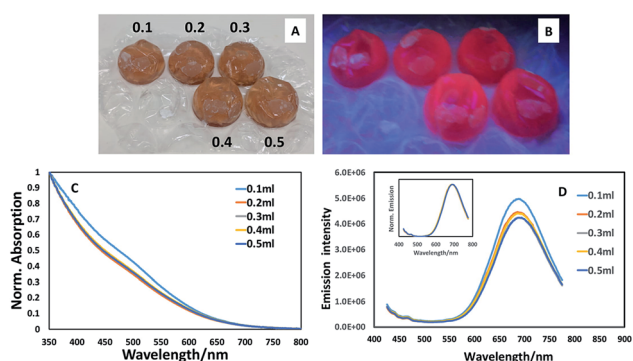 A
0.1 0.2 0.3
0.4 0.5
B
C
Norm. Absorption
1
0.9
0.8
0.7
0.6
0.5
0.4
0.3
0.2
0.1
0
350 400 450 500 550 600 650 700 750 800
Wavelength/nm
0.1ml
0.2ml
0.3ml
0.4ml
0.5ml
D
Emission intensity
6.0E+06
5.0E+06
4.0E+06
3.0E+06
2.0E+06
1.0E+06
0.0E+00
400 450 500 550 600 650 700 750 800 850 900
Wavelength/nm
0.1ml
0.2ml
0.3ml
0.4ml
0.5ml
Norm. Emission
400 500 600 700 800
Wavelength/nm